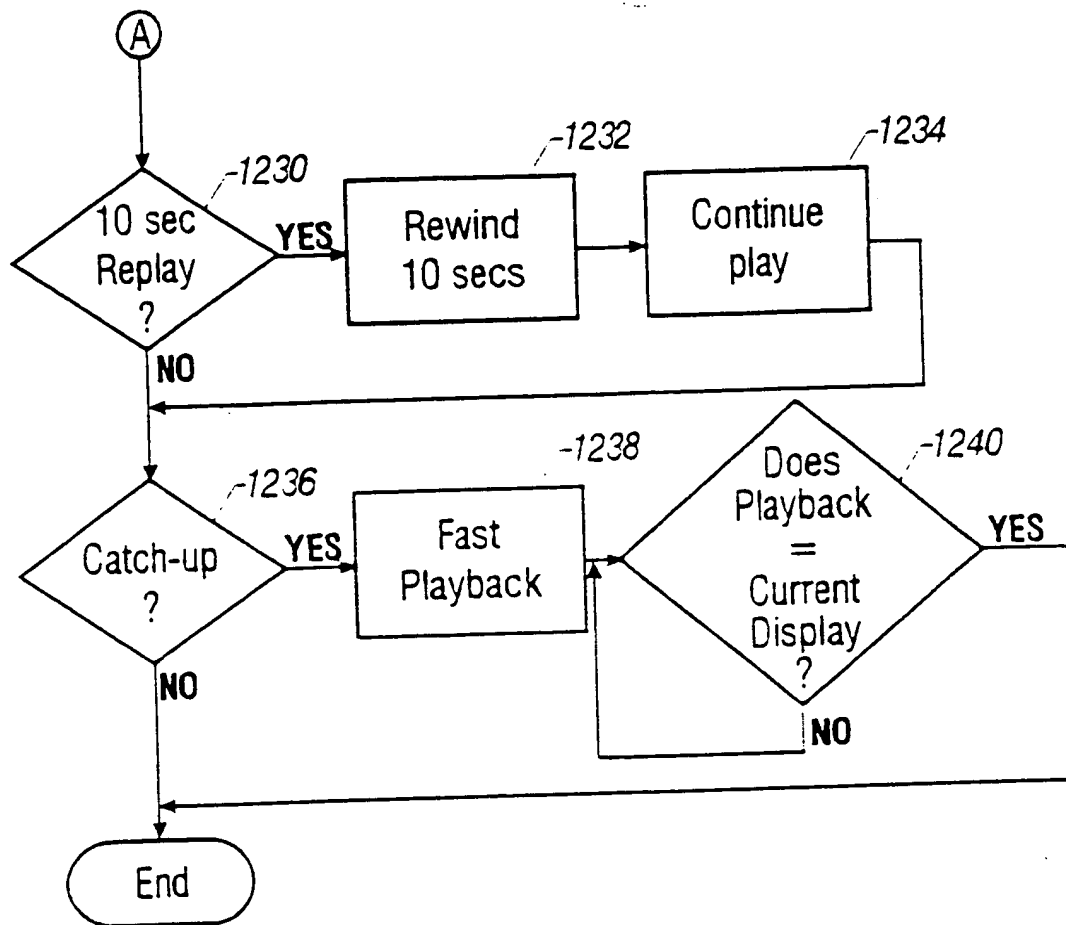 A
-1230
10 sec
Replay
?
YES
NO
-1232
Rewind
10 secs
-1234
Continue
play
-1236
Catch-up
?
YES
NO
-1238
Fast
Playback
-1240
Does
Playback
=
Current
Display
?
YES
NO
End